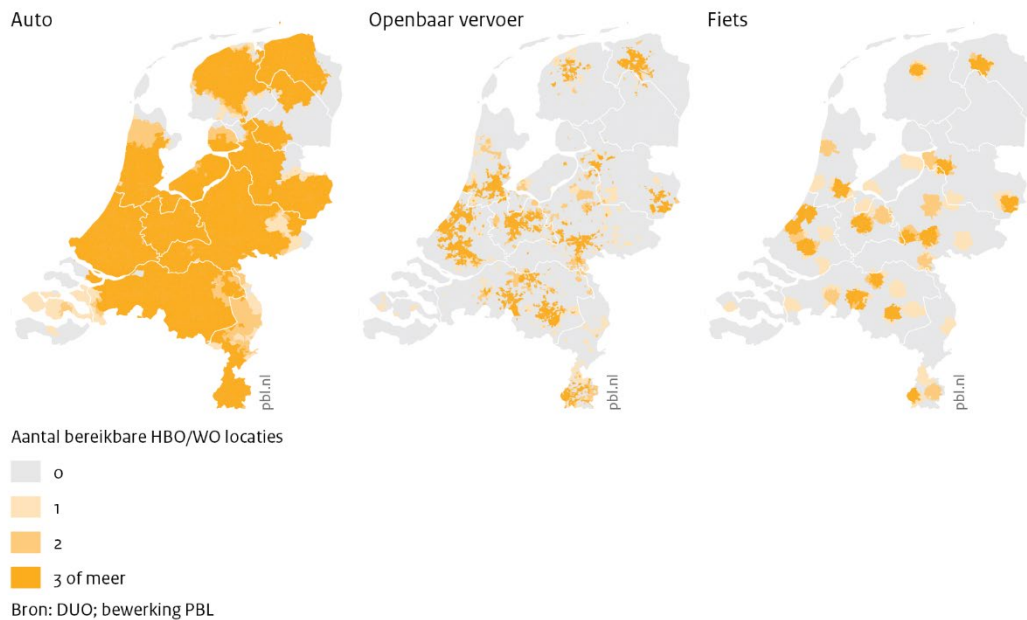 Auto
Openbaar vervoer
Fiets
pbl.nl
pbl.nl
pbl.nl
Aantal bereikbare HBO/WO locaties
0
1
2
3 of meer
Bron: DUO; bewerking PBL